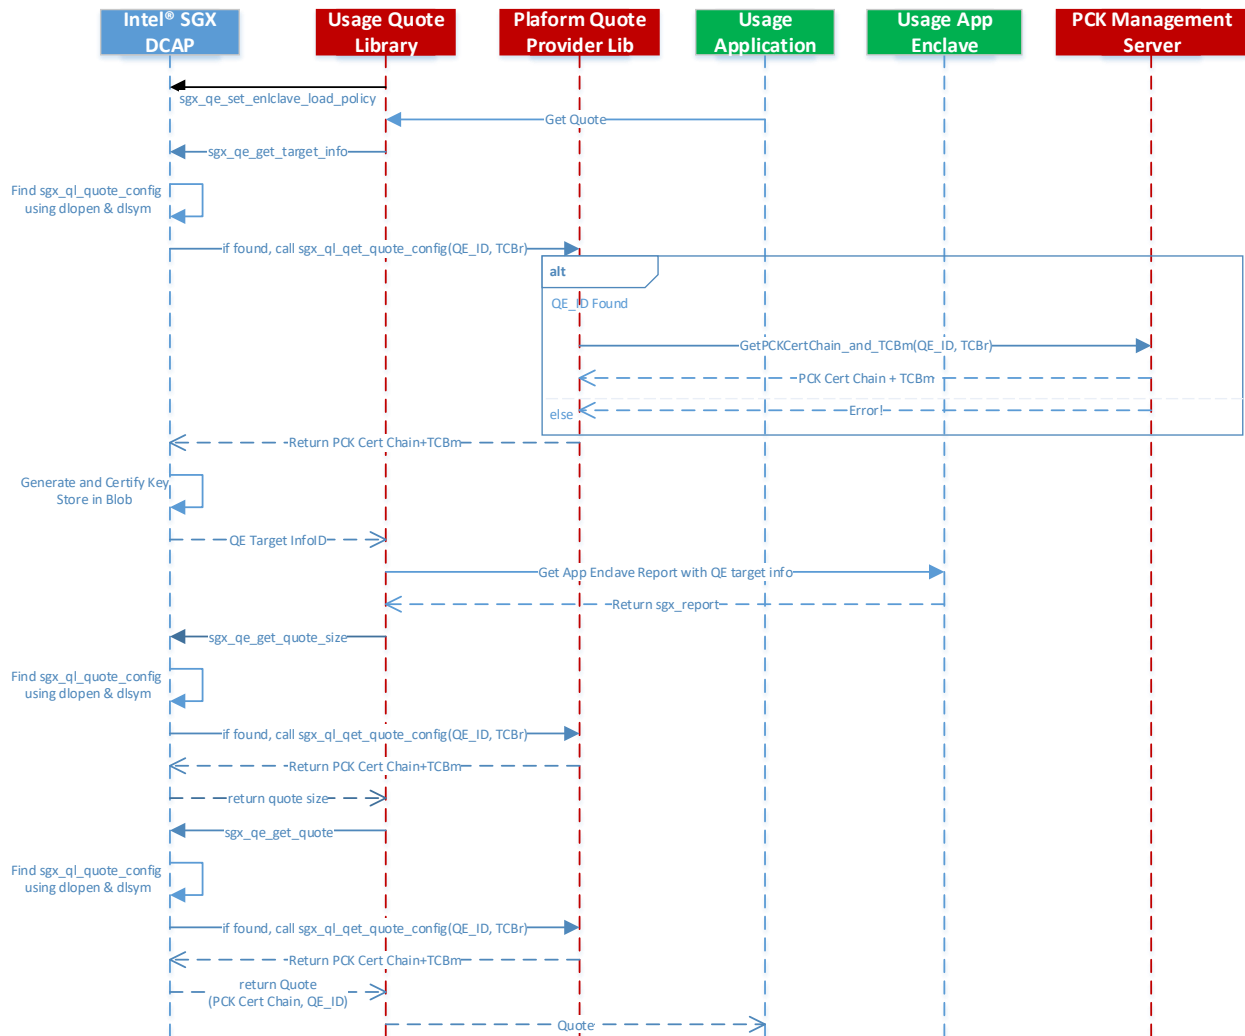 Intel® SGX
DCAP
Usage Quote
Library
Plaform Quote
Provider Lib
Usage
Application
Usage App
Enclave
PCK Management
Server
sgx_qe_set_enlclave_load_policy
Get Quote
sgx_qe_get_target_info
Find sgx_ql_quote_config
using dlopen & dlsym
if found, call sgx_ql_qet_quote_config(QE_ID, TCBr)
alt
QE_ID Found
GetPCKCertChain_and_TCBm(QE_ID, TCBr)
PCK Cert Chain + TCBm
else
Error!
Return PCK Cert Chain+TCBm
Generate and Certify Key
Store in Blob
QE Target InfoID
Get App Enclave Report with QE target info
Return sgx_report
sgx_qe_get_quote_size
Find sgx_ql_quote_config
using dlopen & dlsym
if found, call sgx_ql_qet_quote_config(QE_ID, TCBr)
Return PCK Cert Chain+TCBm
return quote size
sgx_qe_get_quote
Find sgx_ql_quote_config
using dlopen & dlsym
if found, call sgx_ql_qet_quote_config(QE_ID, TCBr)
Return PCK Cert Chain+TCBm
return Quote
(PCK Cert Chain, QE_ID)
Quote